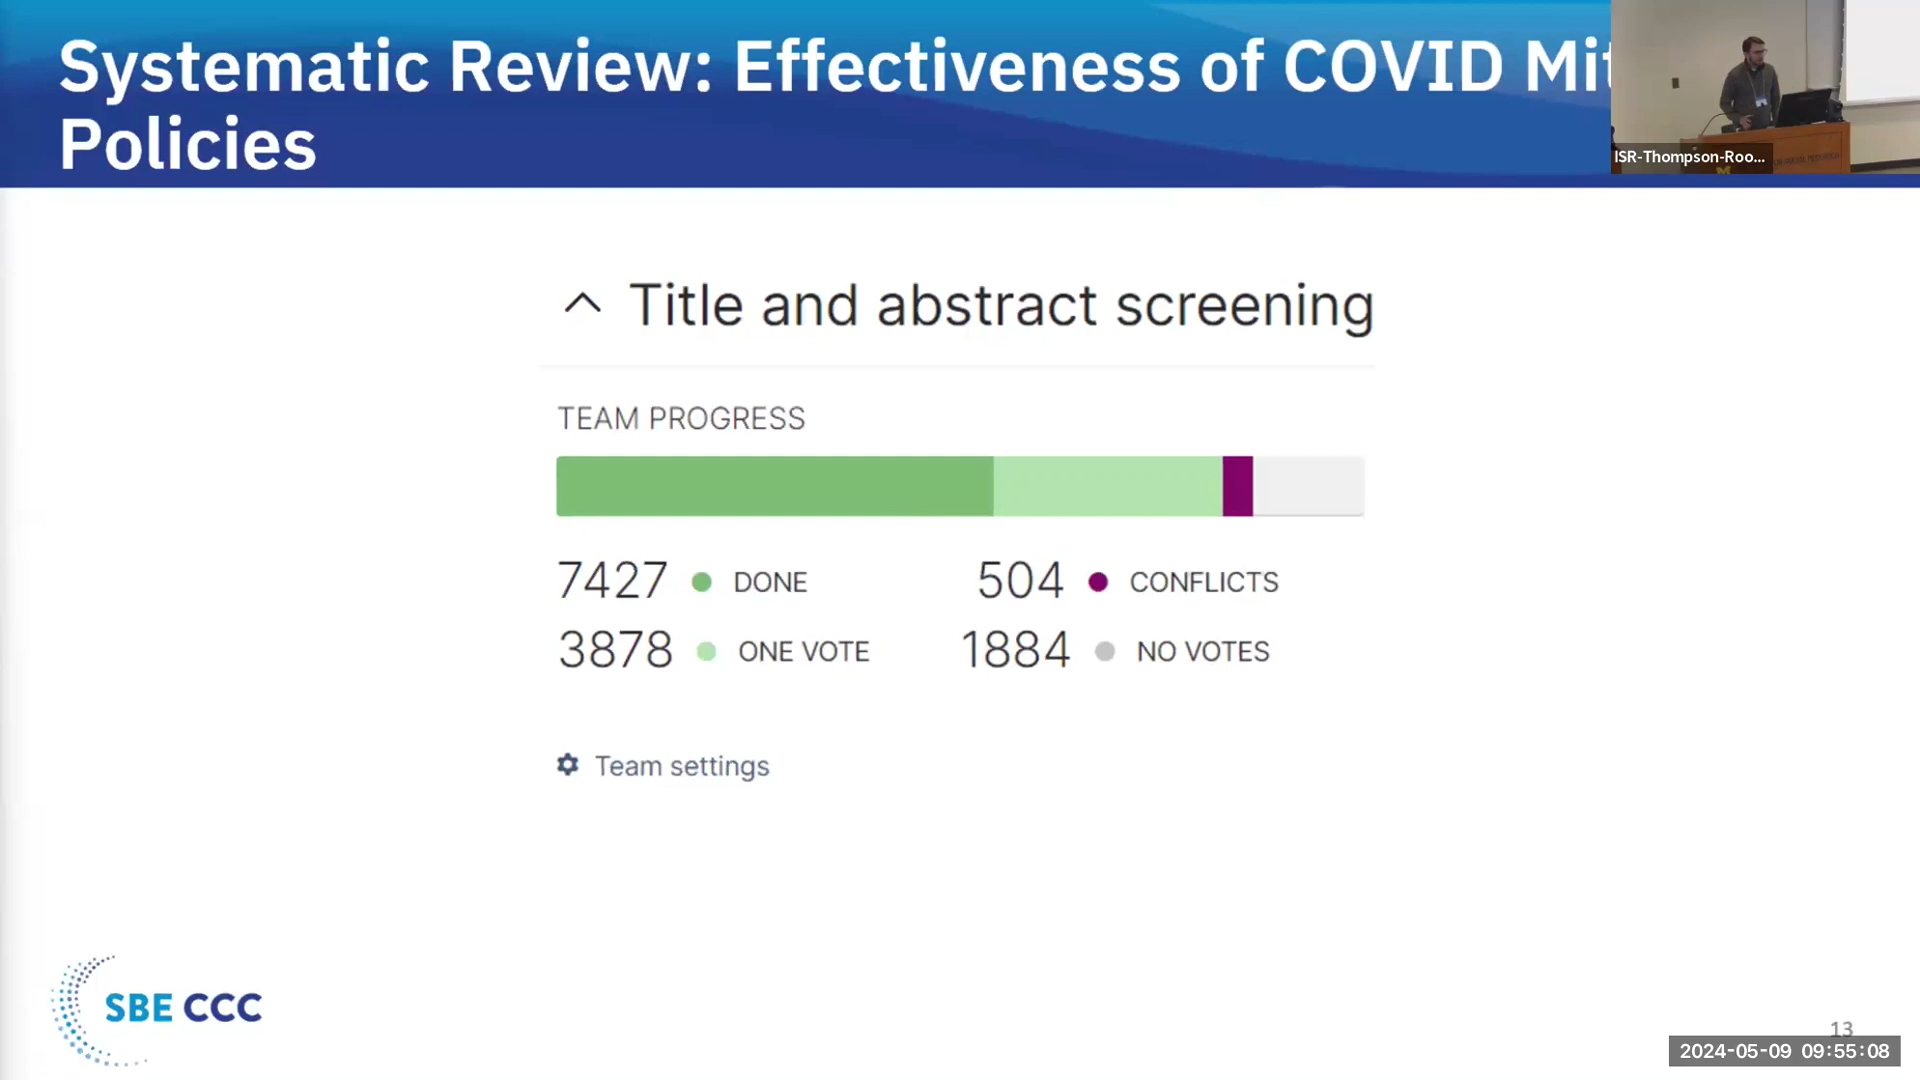 Systematic Review: Effectiveness of COVID Mit
Policies
ISR-Thompson-Roo...
Title and abstract screening
TEAM PROGRESS
7427 DONE 504 CONFLICTS
3878 ONE VOTE 1884 NO VOTES
Team settings
SBE CCC
13
2024-05-09 09:55:08